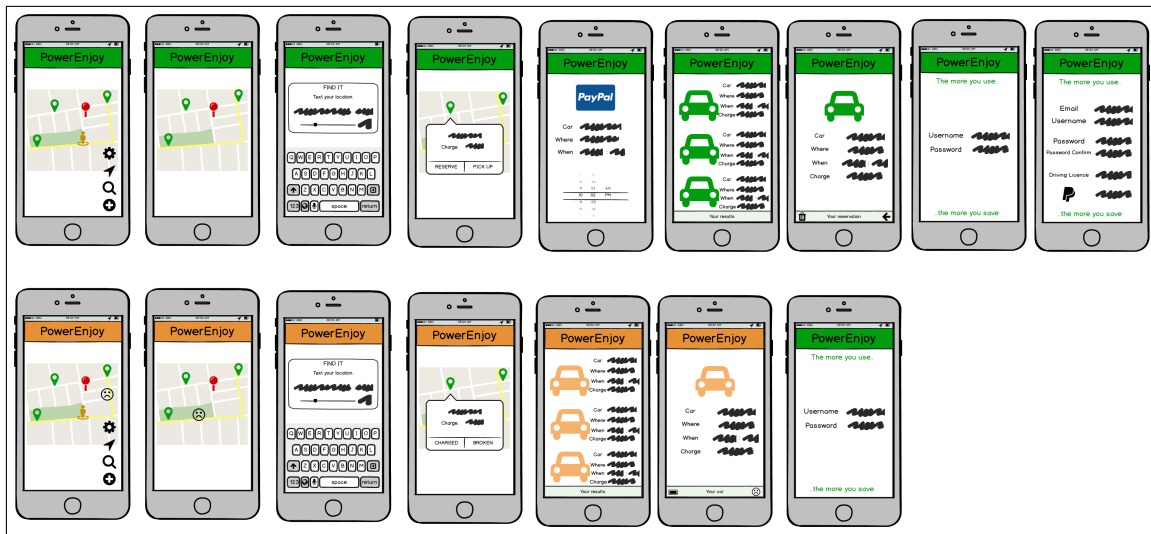 PowerEnjoy
PowerEnjoy
PowerEnjoy
FIND IT
Text your location.
Q W E R T Y U I O P
A S D F G H J K L
Z X C V B N M
123 space return
PowerEnjoy
Charge
RESERVE PICK UP
PowerEnjoy
PayPal
Car
Where
When
10 02 PM
PowerEnjoy
Car
Where
When
Charge
Car
Where
When
Charge
Car
Where
When
Charge
Your results
PowerEnjoy
Car
Where
When
Charge
Your reservation
PowerEnjoy
The more you use..
Username
Password
..the more you save
PowerEnjoy
The more you use..
Email
Username
Password
Password Confirm
Driving Licence
..the more you save
PowerEnjoy
PowerEnjoy
PowerEnjoy
FIND IT
Text your location.
Q W E R T Y U I O P
A S D F G H J K L
Z X C V B N M
123 space return
PowerEnjoy
Charge
CHARGED BROKEN
PowerEnjoy
Car
Where
When
Charge
Car
Where
When
Charge
Car
Where
When
Charge
Your results
PowerEnjoy
Car
Where
When
Charge
Your car
PowerEnjoy
The more you use..
Username
Password
..the more you save